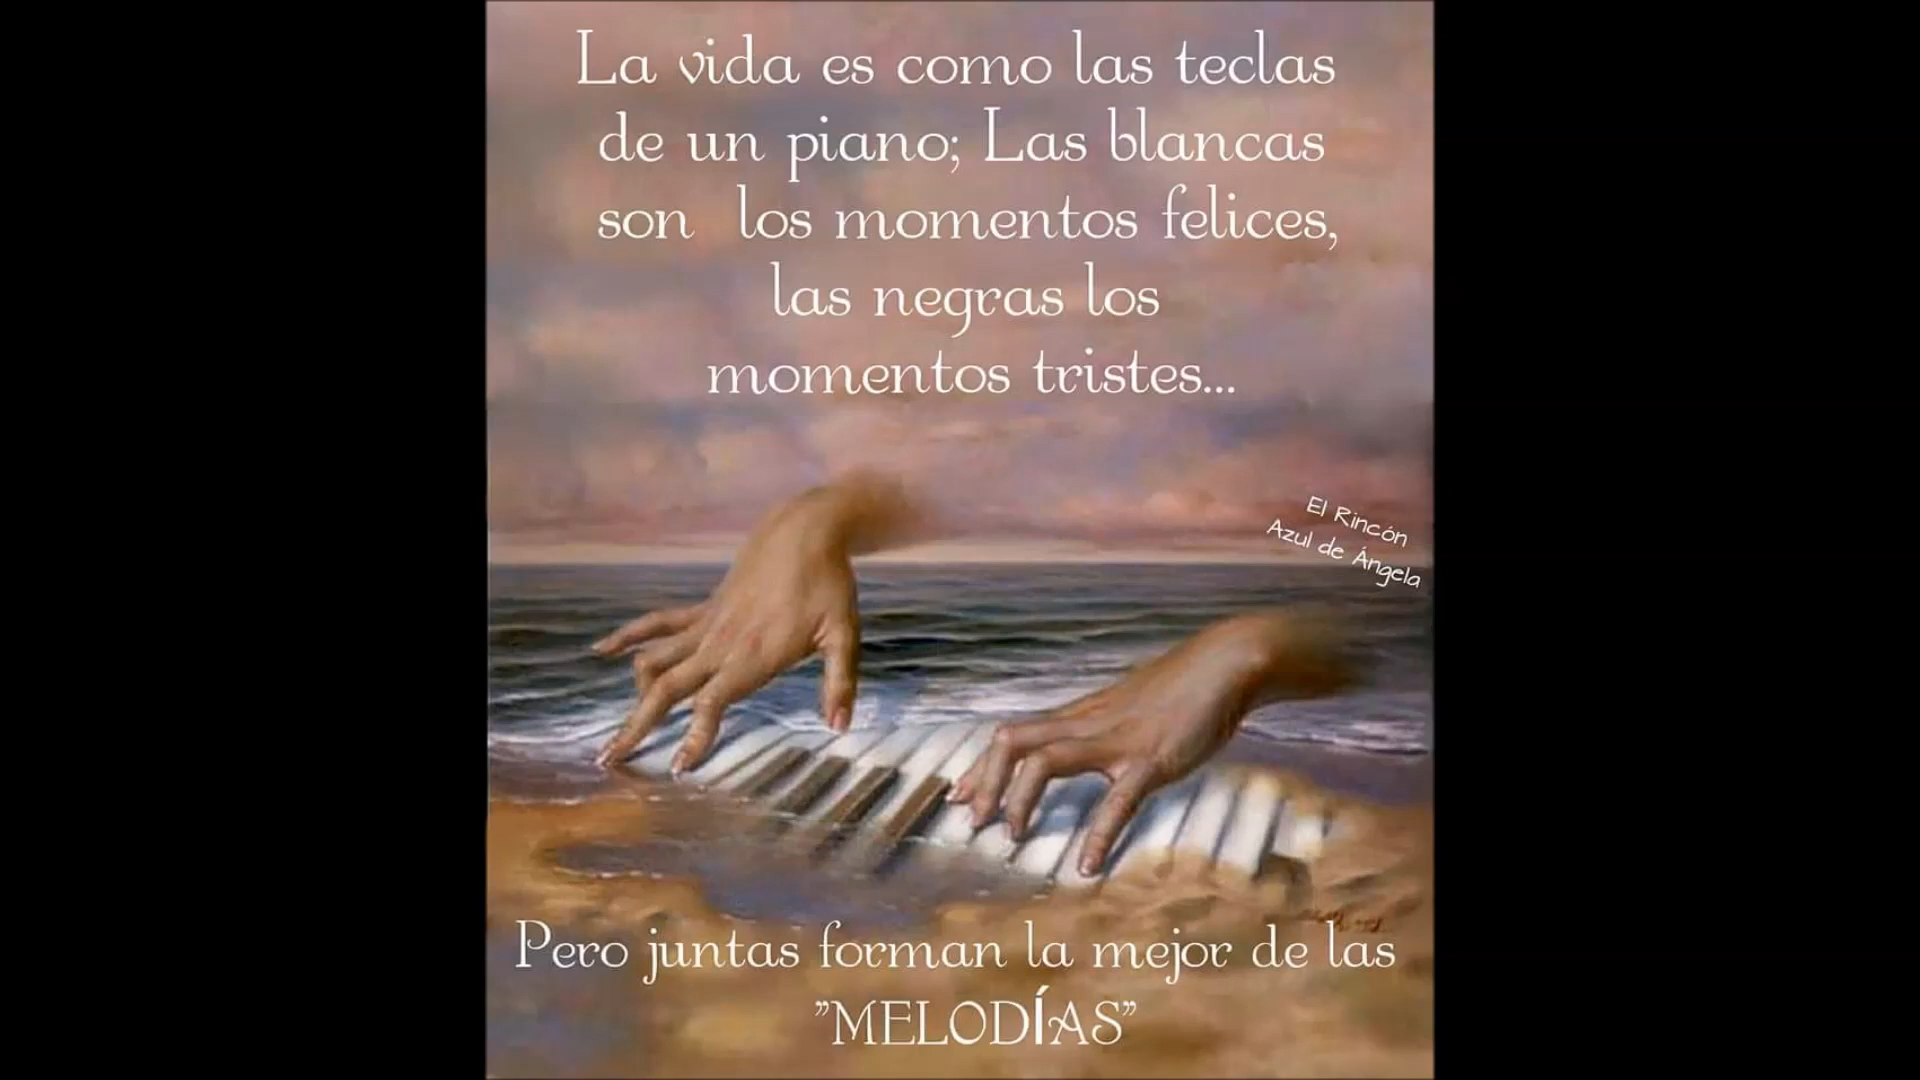 La vida es como las teclas
de un piano; Las blancas
son los momentos felices,
las negras los
momentos tristes...
El Rincón
Azul de Ángela
Pero juntas forman la mejor de las
"MELODÍAS"